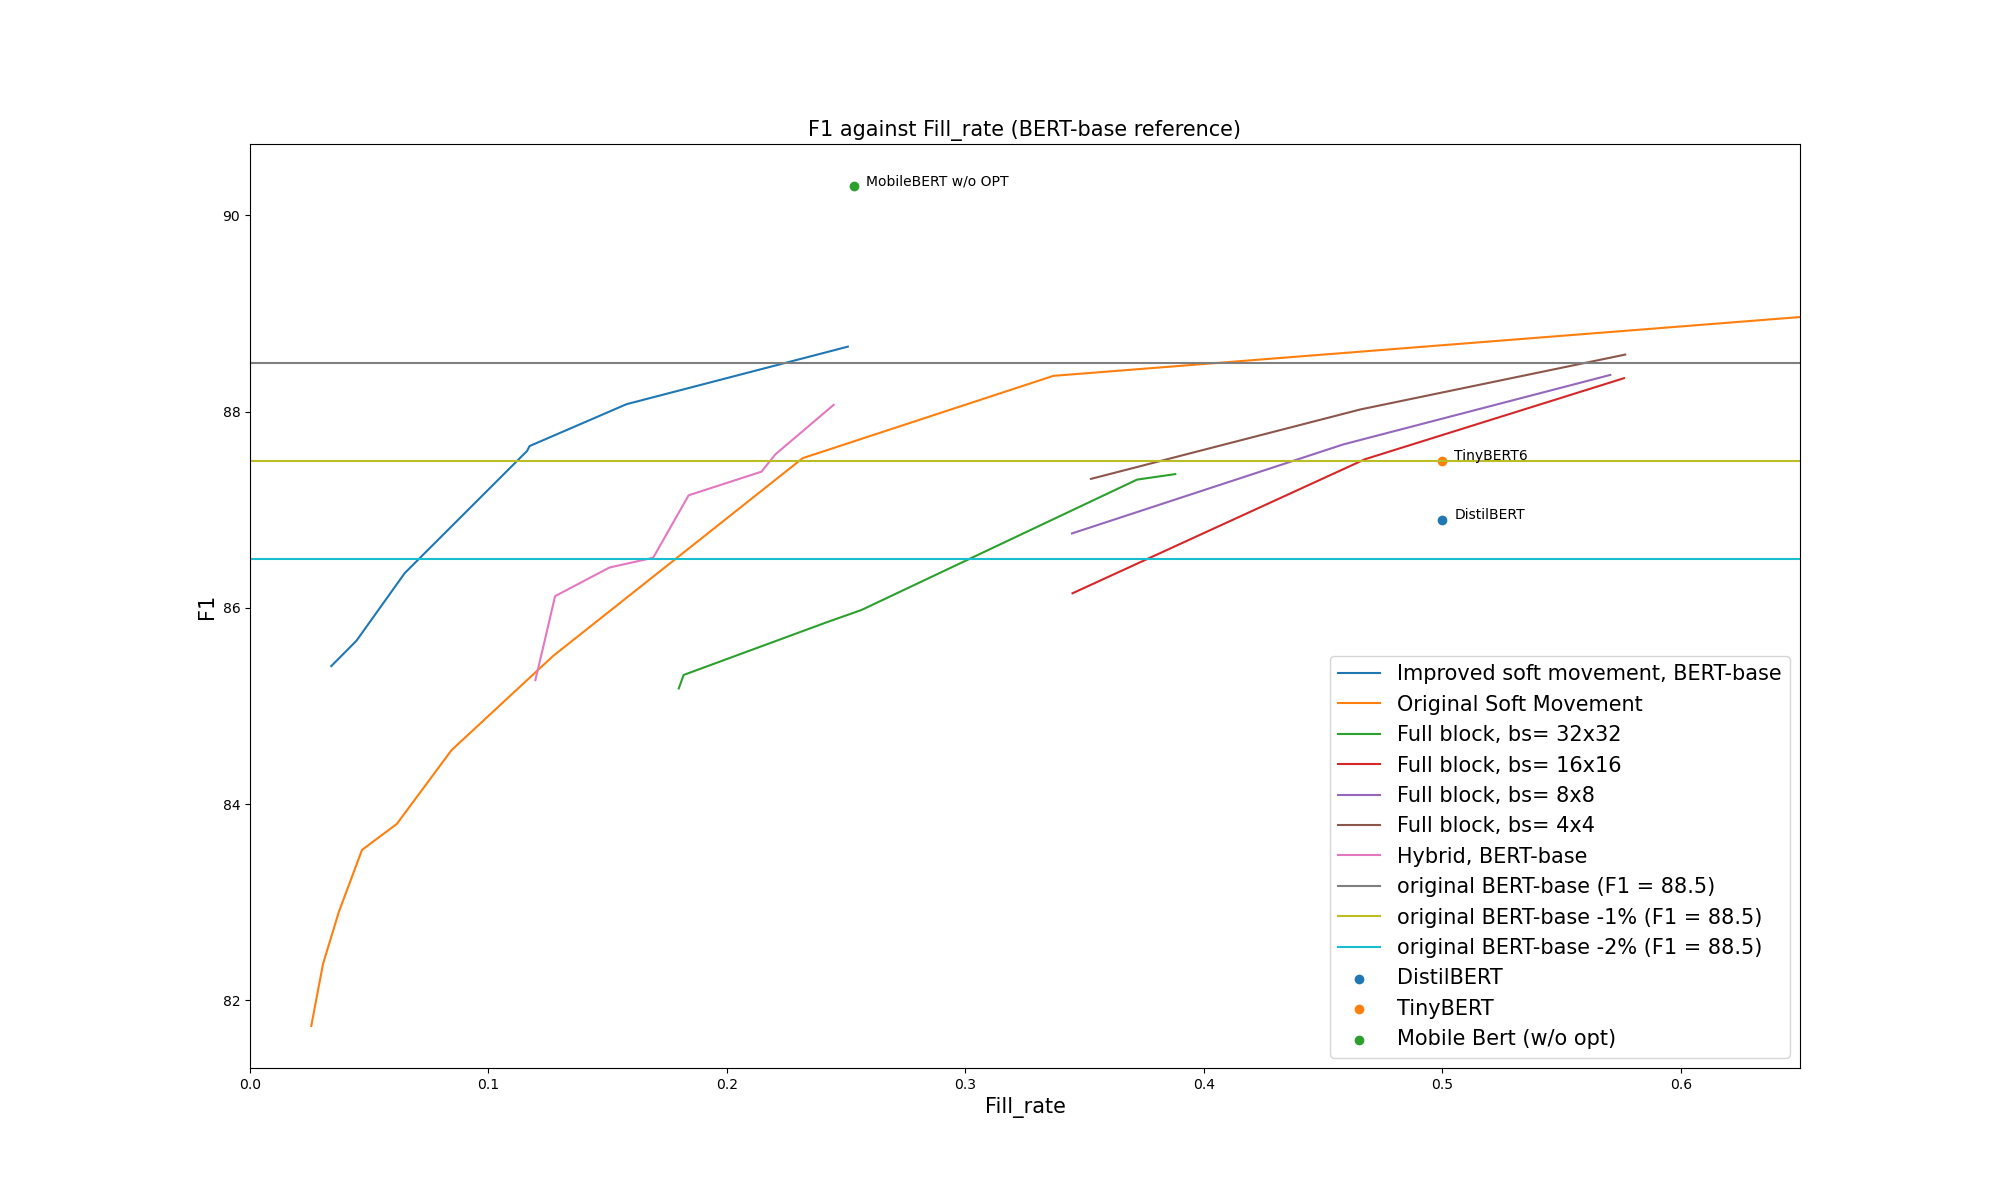 F1 against Fill_rate (BERT-base reference)
MobileBERT w/o OPT
90
88
TinyBERT6
DistilBERT
F1
86
84
82
Improved soft movement, BERT-base
Original Soft Movement
Full block, bs= 32x32
Full block, bs= 16x16
Full block, bs= 8x8
Full block, bs= 4x4
Hybrid, BERT-base
original BERT-base (F1 = 88.5)
original BERT-base -1% (F1 = 88.5)
original BERT-base -2% (F1 = 88.5)
DistilBERT
TinyBERT
Mobile Bert (w/o opt)
0.0 0.1 0.2 0.3 0.4 0.5 0.6
Fill_rate